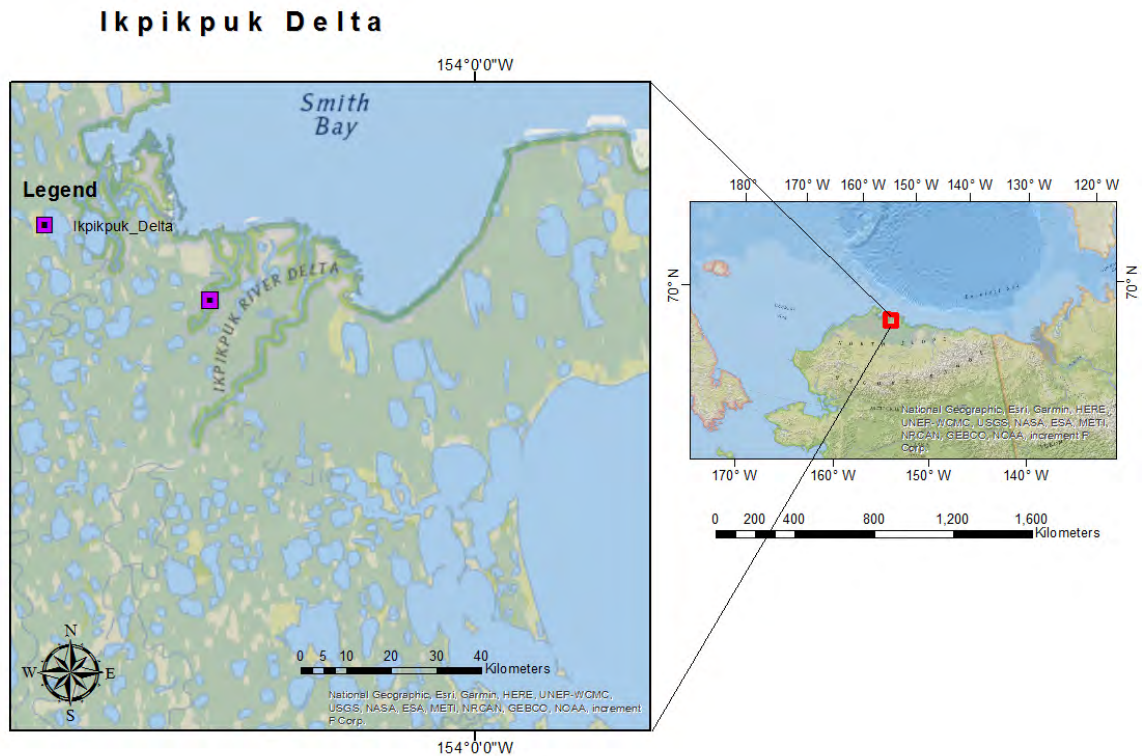 Ikpikpuk Delta
154°0'0"W
Smith
Bay
Legend
Ikpikpuk_Delta
IKPIKPUK RIVER DELTA
N
W E
S
0 5 10 20 30 40
Kilometers
National Geographic, Esri, Garmin, HERE, UNEP-WCMC,
USGS, NASA, ESA, METI, NRCAN, GEBCO, NOAA, increment
P Corp.
154°0'0"W
180° 170° W 160° W 150° W 140° W 130° W 120° W
70° N
70° N
Beaufort Sea
North Slope
National Geographic, Esri, Garmin, HERE,
UNEP-WCMC, USGS, NASA, ESA, METI,
NRCAN, GEBCO, NOAA, increment P
Corp.
170° W 160° W 150° W 140° W
0 200 400 800 1,200 1,600
Kilometers